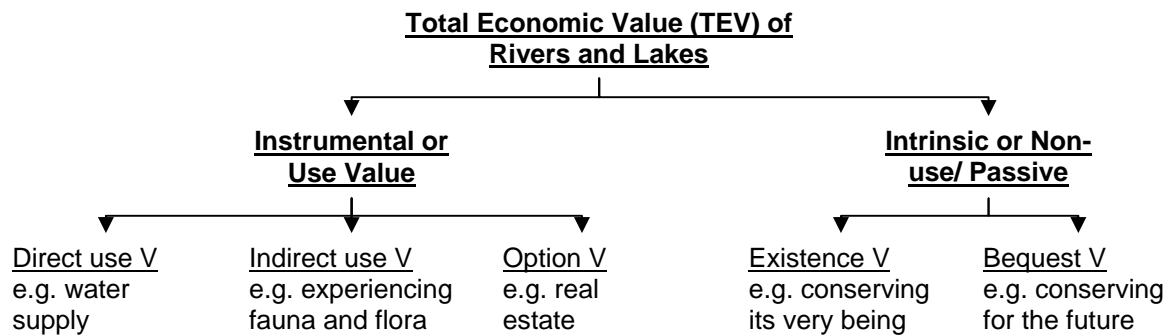 Total Economic Value (TEV) of
Rivers and Lakes
Instrumental or
Use Value
Intrinsic or Non-
use/ Passive
Direct use V
e.g. water
supply
Indirect use V
e.g. experiencing
fauna and flora
Option V
e.g. real
estate
Existence V
e.g. conserving
its very being
Bequest V
e.g. conserving
for the future